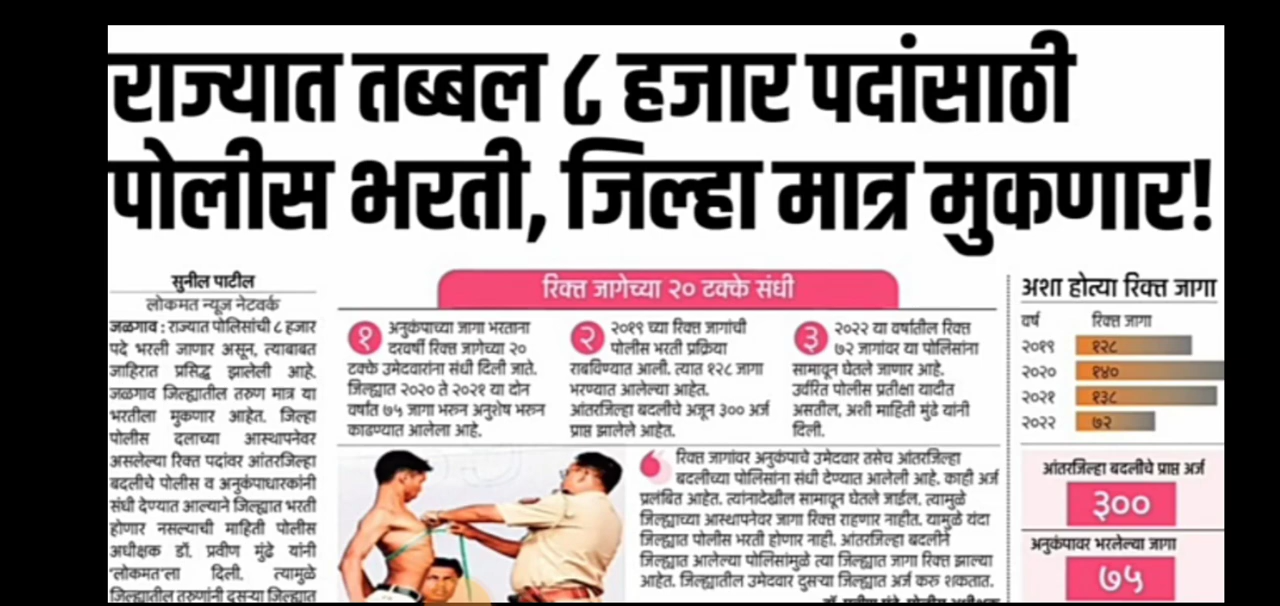 राज्यात तब्बल ८ हजार पदांसाठी
पोलीस भरती, जिल्हा मात्र मुकणार!
सुनील पाटील
लोकमत न्यूज नेटवर्क
जळगाव : राज्यात पोलिसांची ८ हजार
पदे भरली जाणार असून, त्याबाबत
जाहिरात प्रसिद्ध झालेली आहे.
जळगाव जिल्ह्यातील तरुण मात्र या
भरतीला मुकणार आहेत. जिल्हा
पोलीस दलाच्या आस्थापनेवर
असलेल्या रिक्त पदांवर आंतरजिल्हा
बदलीचे पोलीस व अनुकंपाधारकांनी
संधी देण्यात आल्याने जिल्ह्यात भरती
होणार नसल्याची माहिती पोलीस
अधीक्षक डॉ. प्रवीण मुंढे यांनी
'लोकमत'ला दिली. त्यामुळे
जिल्ह्यातील तरुणांनी दुसऱ्या जिल्ह्यात
रिक्त जागेच्या २० टक्के संधी
१ अनुकंपाच्या जागा भरताना
दरवर्षी रिक्त जागेच्या २०
टक्के उमेदवारांना संधी दिली जाते.
जिल्ह्यात २०२० ते २०२१ या दोन
वर्षात ७५ जागा भरुन अनुशेष भरुन
काढण्यात आलेला आहे.
२ २०१९ च्या रिक्त जागांची
पोलीस भरती प्रक्रिया
राबविण्यात आली. त्यात १२८ जागा
भरण्यात आलेल्या आहेत.
आंतरजिल्हा बदलीचे अजून ३०० अर्ज
प्राप्त झालेले आहेत.
३ २०२२ या वर्षातील रिक्त
७२ जागांवर या पोलिसांना
सामावून घेतले जाणार आहे.
उर्वरित पोलीस प्रतीक्षा यादीत
असतील, अशी माहिती मुंढे यांनी
दिली.
रिक्त जागांवर अनुकंपाचे उमेदवार तसेच आंतरजिल्हा
बदलीच्या पोलिसांना संधी देण्यात आलेली आहे. काही अर्ज
प्रलंबित आहेत. त्यांनादेखील सामावून घेतले जाईल. त्यामुळे
जिल्ह्याच्या आस्थापनेवर जागा रिक्त राहणार नाहीत. यामुळे यंदा
जिल्ह्यात पोलीस भरती होणार नाही. आंतरजिल्हा बदलीने
जिल्ह्यात आलेल्या पोलिसांमुळे त्या जिल्ह्यात जागा रिक्त झाल्या
आहेत. जिल्ह्यातील उमेदवार दुसऱ्या जिल्ह्यात अर्ज करु शकतात.
अशा होत्या रिक्त जागा
वर्ष रिक्त जागा
२०१९ १२८
२०२० १४०
२०२१ १३८
२०२२ ७२
आंतरजिल्हा बदलीचे प्राप्त अर्ज
३००
अनुकंपावर भरलेल्या जागा
७५